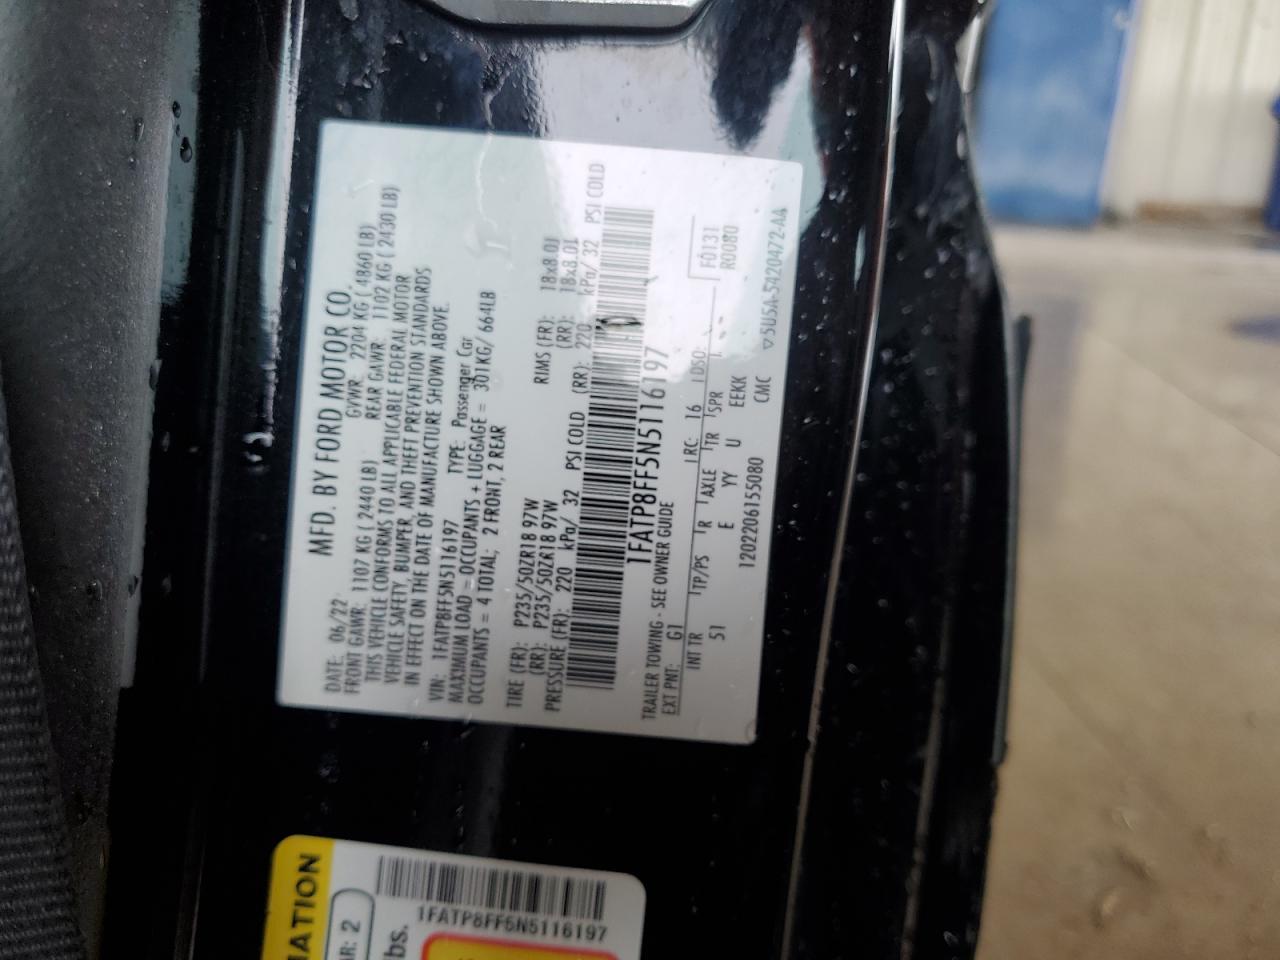 MFD. BY FORD MOTOR CO.
DATE: 06/22 GVWR: 2204 KG ( 4860 LB)
FRONT GAWR: 1107 KG ( 2440 LB) REAR GAWR: 1102 KG ( 2430 LB)
THIS VEHICLE CONFORMS TO ALL APPLICABLE FEDERAL MOTOR
VEHICLE SAFETY, BUMPER, AND THEFT PREVENTION STANDARDS
IN EFFECT ON THE DATE OF MANUFACTURE SHOWN ABOVE.
VIN: 1FATP8FF5N5116197 TYPE: Passenger Car
MAXIMUM LOAD = OCCUPANTS + LUGGAGE = 301KG/ 664LB
OCCUPANTS = 4 TOTAL; 2 FRONT, 2 REAR
TIRE (FR): P235/50ZR18 97W RIMS (FR): 18x8.0J
(RR): P235/50ZR18 97W (RR): 18x8.0J
PRESSURE (FR): 220 kPa/ 32 PSI COLD (RR): 220 kPa/ 32 PSI COLD
1FATP8FF5N5116197
TRAILER TOWING - SEE OWNER GUIDE
EXT PNT: G1 RC: 16 DSO: F0131
INT TR TP/PS R AXLE TR SPR R0080
51 E YY U EEKK
1202206155080 CMC ▽5U5A-5420472-AA
MATION
AR: 2
lbs.
1FATP8FF5N5116197